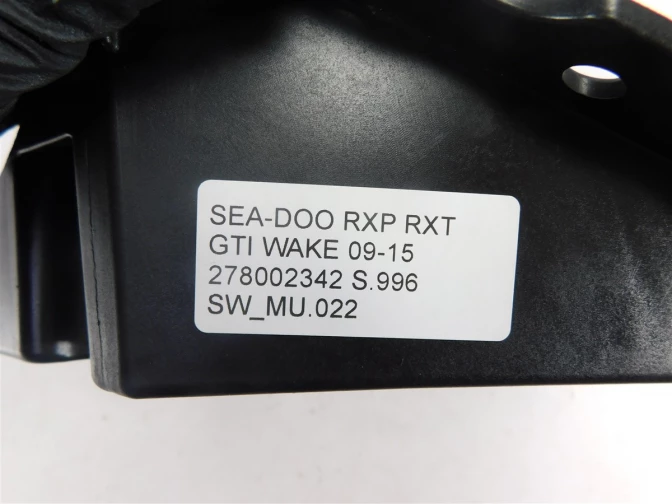 SEA-DOO RXP RXT
GTI WAKE 09-15
278002342 S.996
SW_MU.022